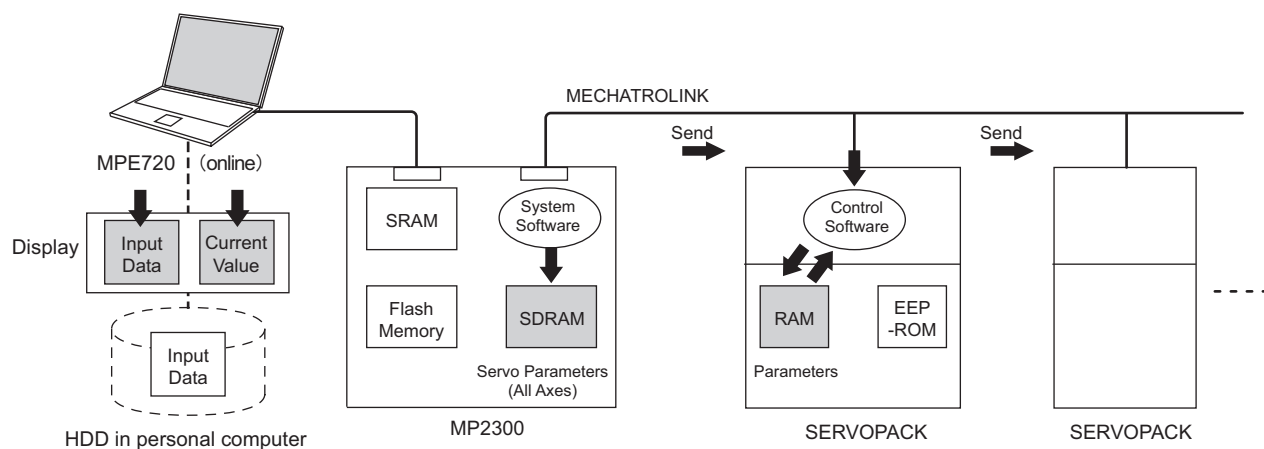 MECHATROLINK
Send
Send
MPE720 (online)
Display
Input
Data
Current
Value
Input
Data
HDD in personal computer
SRAM
System
Software
Flash
Memory
SDRAM
Servo Parameters
(All Axes)
MP2300
Control
Software
RAM
EEP
-ROM
Parameters
SERVOPACK
SERVOPACK